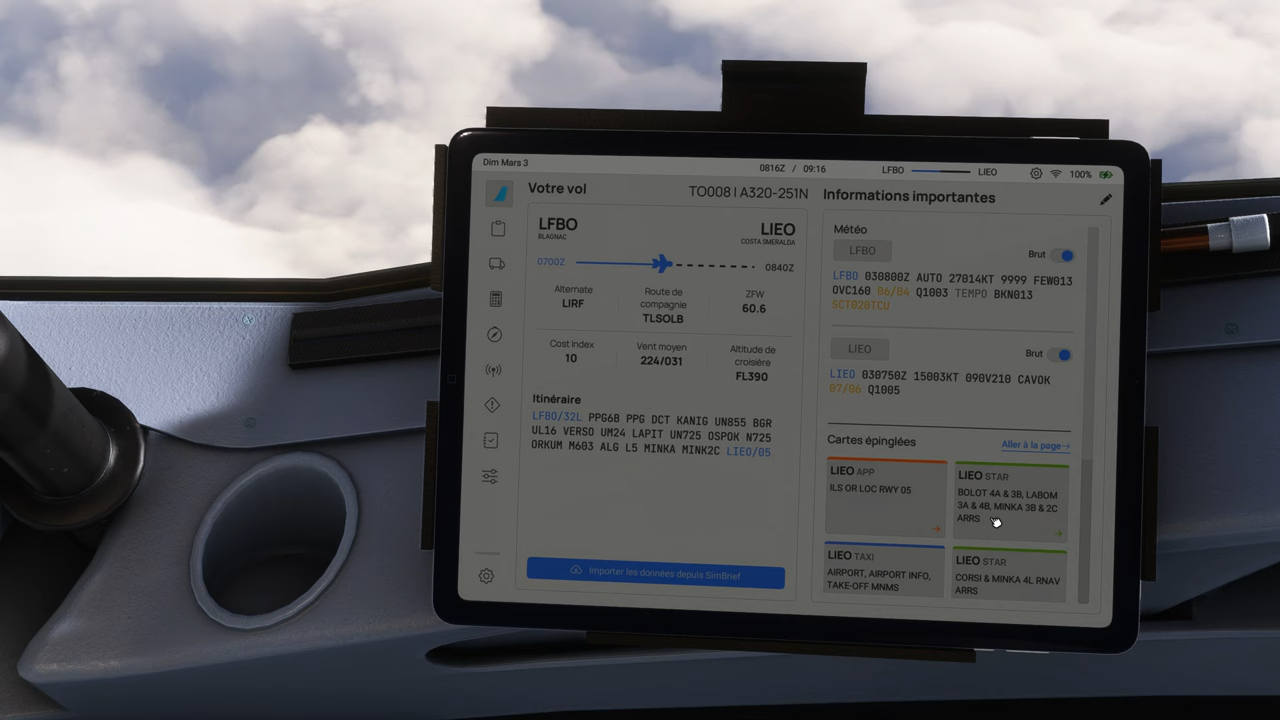 Dim Mars 3
0816Z / 09:16
LFBO LIEO
100%
Votre vol
TO008 | A320-251N
LFBO
BLAGNAC
LIEO
COSTA SMERALDA
0700Z
0840Z
Alternate
LIRF
Route de
compagnie
TLSOLB
ZFW
60.6
Cost index
10
Vent moyen
224/031
Altitude de
croisière
FL390
Itinéraire
LFBO/32L PPG6B PPG DCT KANIG UN855 BGR
UL16 VERSO UM24 LAPIT UN725 OSPOK N725
ORKUM M603 ALG L5 MINKA MINK2C LIEO/05
Importer les données depuis SimBrief
Informations importantes
Météo
LFBO
Brut
LFBO 030800Z AUTO 27014KT 9999 FEW013
OVC160 06/04 Q1003 TEMPO BKN013
SCT020TCU
LIEO
Brut
LIEO 030750Z 15003KT 090V210 CAVOK
07/06 Q1005
Cartes épinglées
Aller à la page→
LIEO APP
ILS OR LOC RWY 05
LIEO STAR
BOLOT 4A & 3B, LABOM
3A & 4B, MINKA 3B & 2C
ARRS
LIEO TAXI
AIRPORT, AIRPORT INFO,
TAKE-OFF MNMS
LIEO STAR
CORSI & MINKA 4L RNAV
ARRS